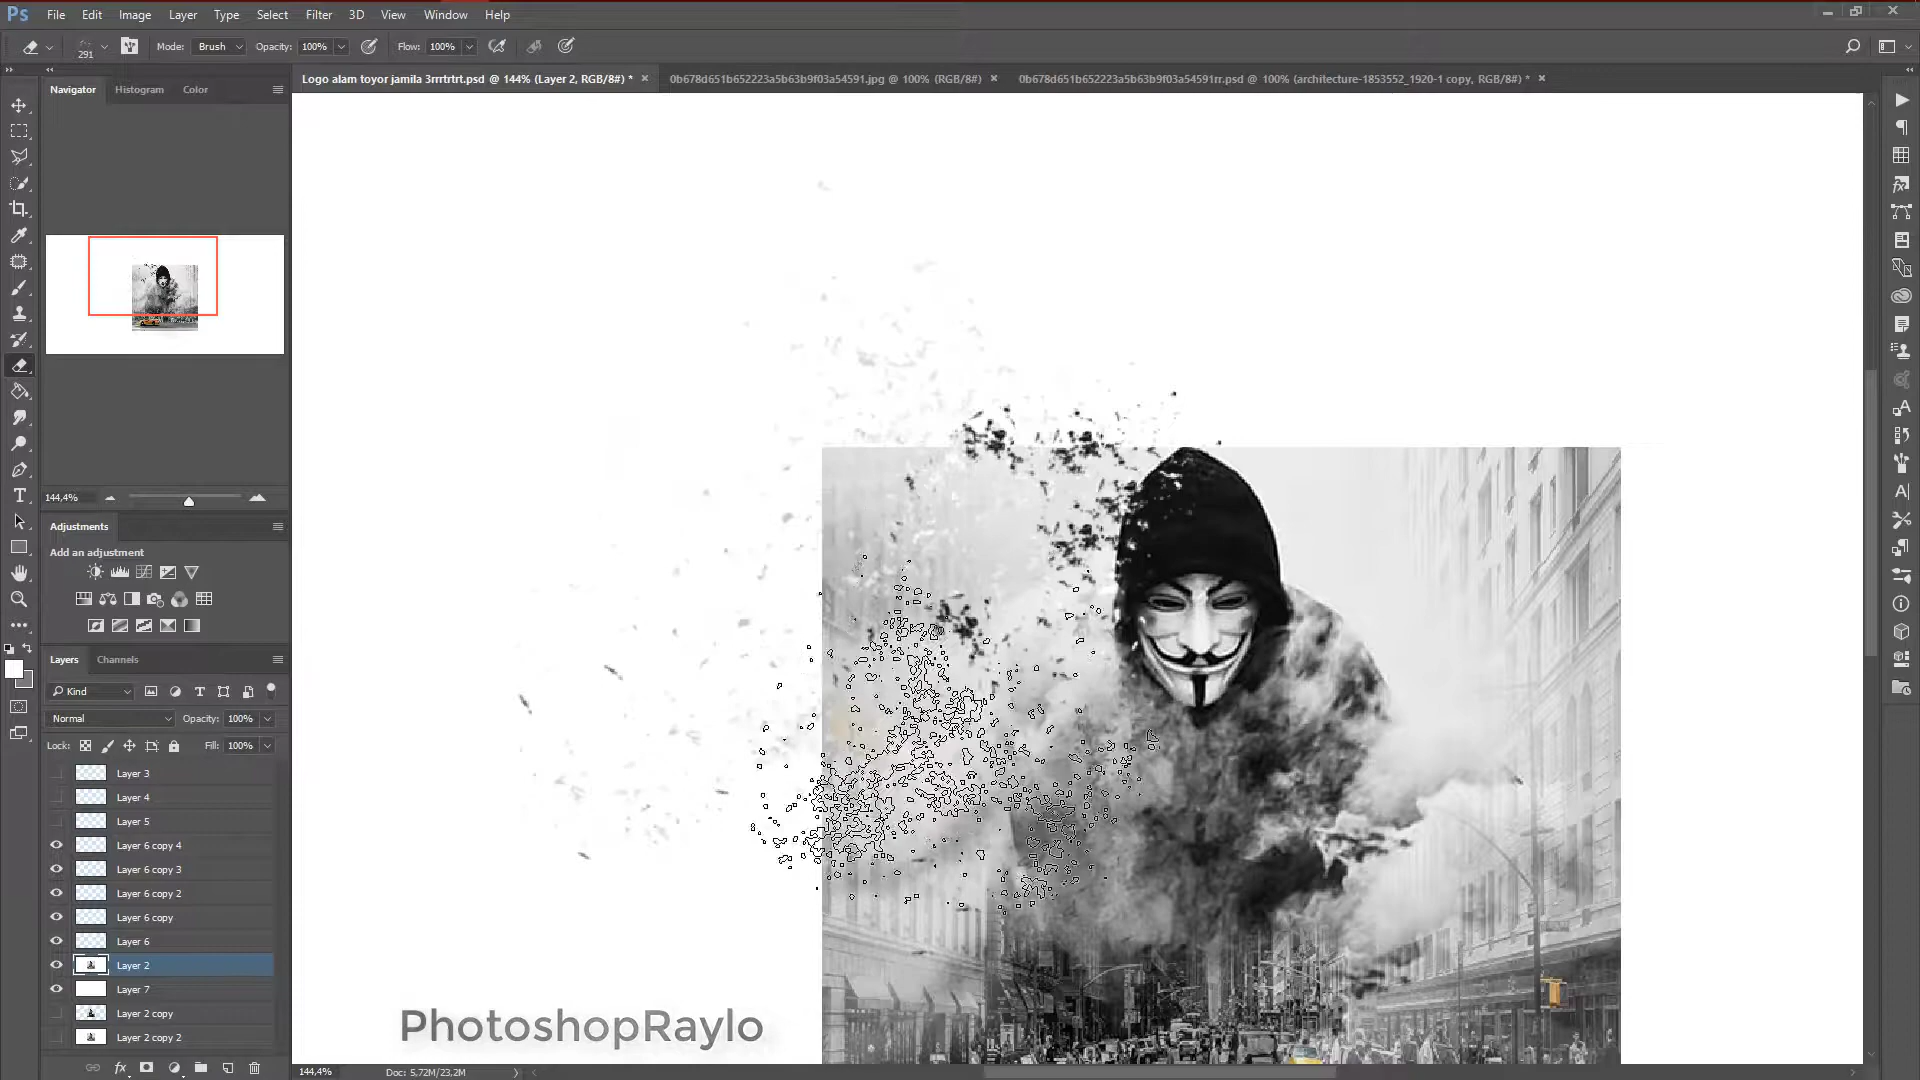 Ps File Edit Image Layer Type Select Filter 3D View Window Help
291 Mode: Brush Opacity: 100% Flow: 100%
Logo alam toyor jamila 3rrrtrtrt.psd @ 144% (Layer 2, RGB/8#) * × 0b678d651b652223a5b63b9f03a54591.jpg @ 100% (RGB/8#) × 0b678d651b652223a5b63b9f03a54591rr.psd @ 100% (architecture-1853552_1920-1 copy, RGB/8#) * ×
Navigator Histogram Color
144,4%
Adjustments
Add an adjustment
Layers Channels
Kind
Normal Opacity: 100%
Lock: Fill: 100%
Layer 3
Layer 4
Layer 5
Layer 6 copy 4
Layer 6 copy 3
Layer 6 copy 2
Layer 6 copy
Layer 6
Layer 2
Layer 7
Layer 2 copy
Layer 2 copy 2
PhotoshopRaylo
144,4% Doc: 5,72M/23,2M